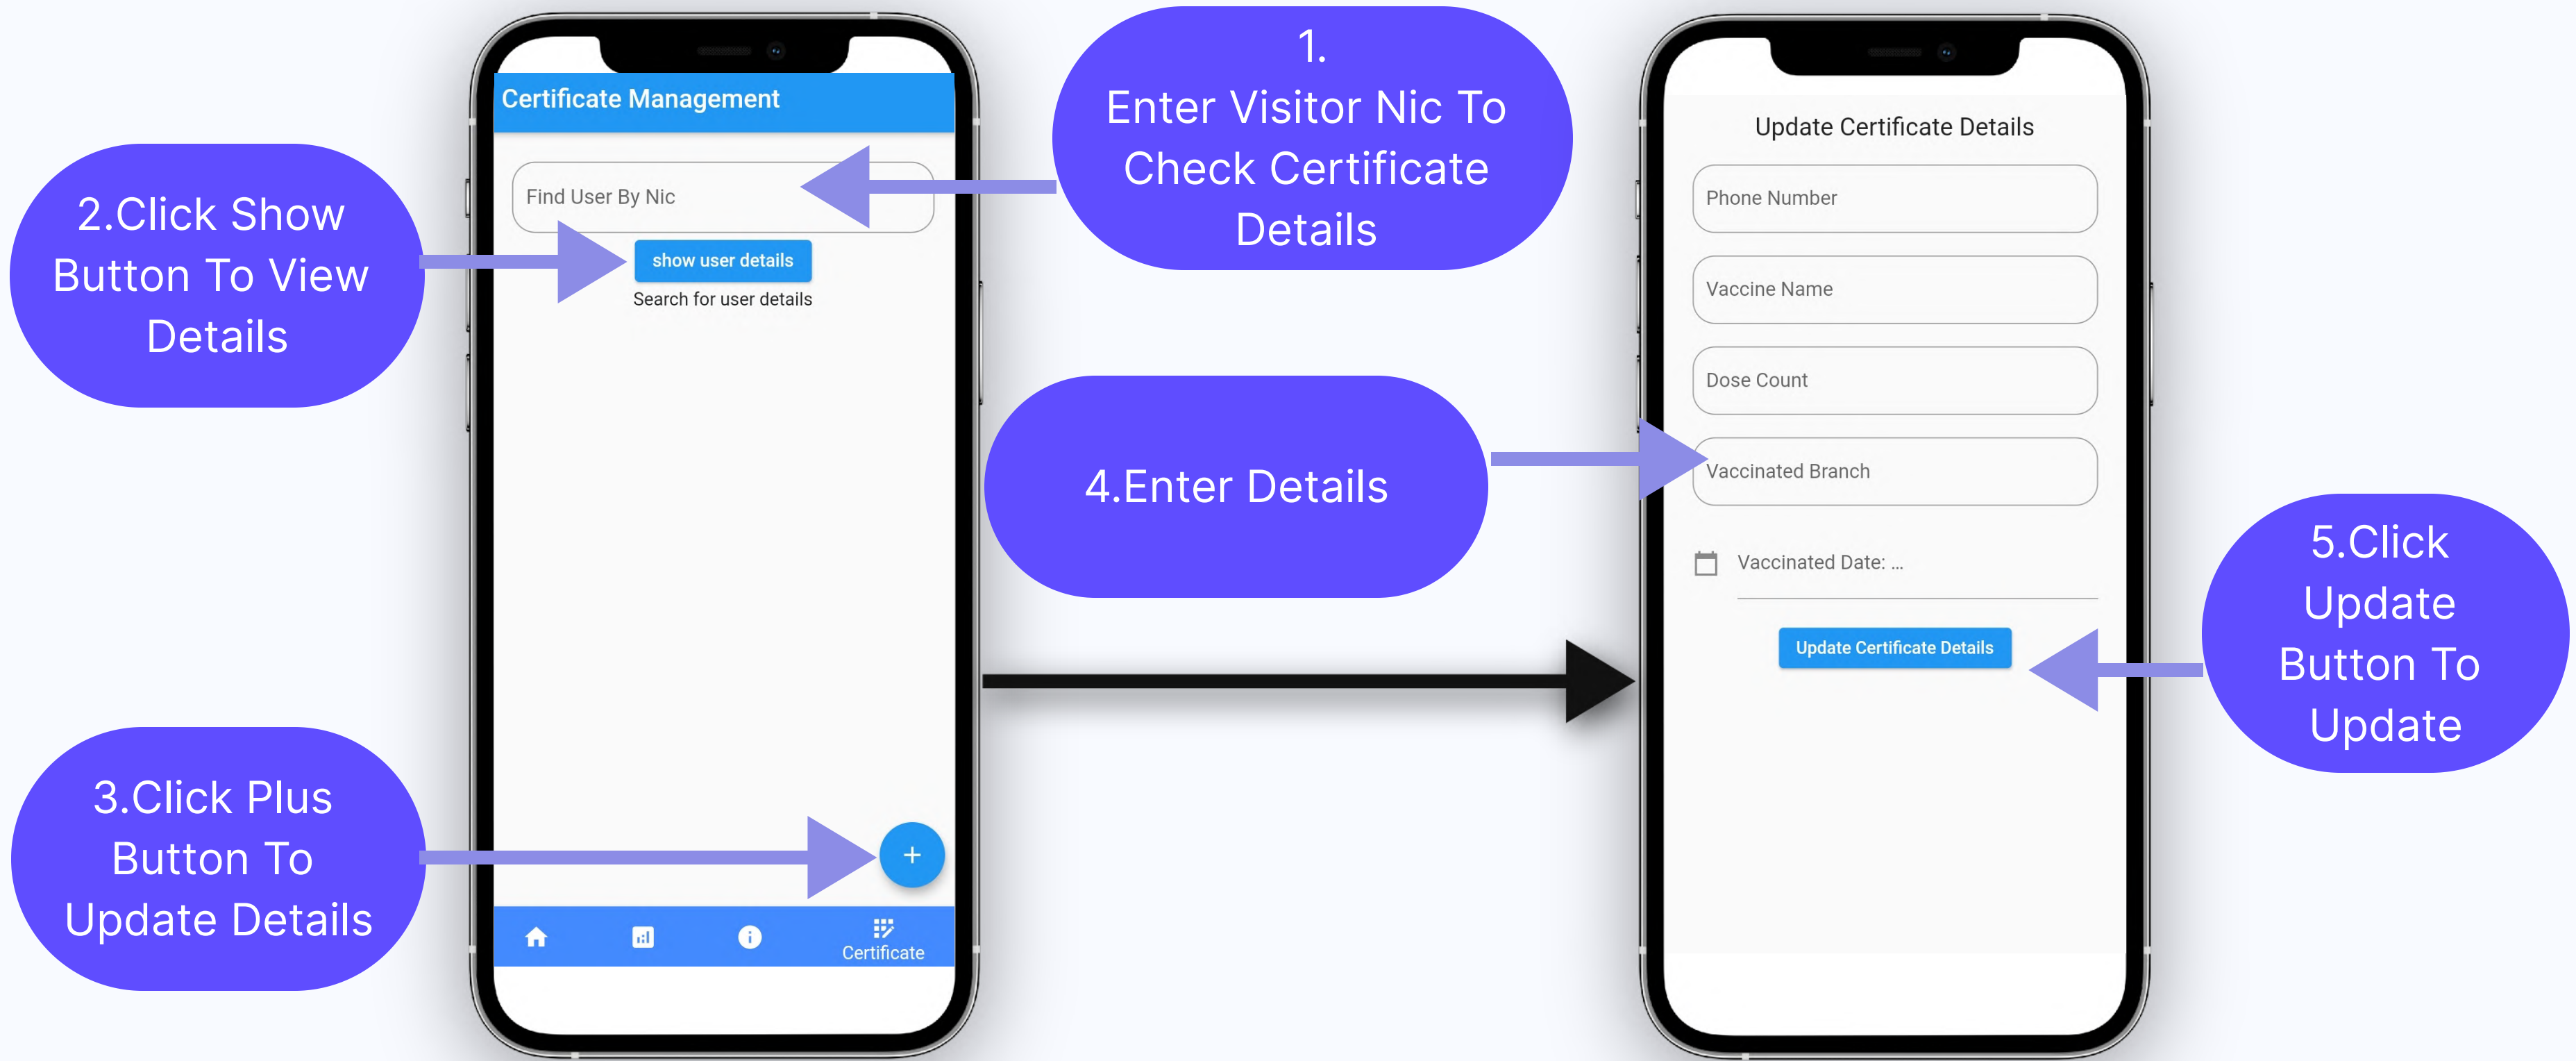 1.
Enter Visitor Nic To
Check Certificate
Details
2.Click Show
Button To View
Details
Certificate Management
Find User By Nic
show user details
Search for user details
3.Click Plus
Button To
Update Details
+
Certificate
4.Enter Details
Update Certificate Details
Phone Number
Vaccine Name
Dose Count
Vaccinated Branch
Vaccinated Date: ...
Update Certificate Details
5.Click
Update
Button To
Update